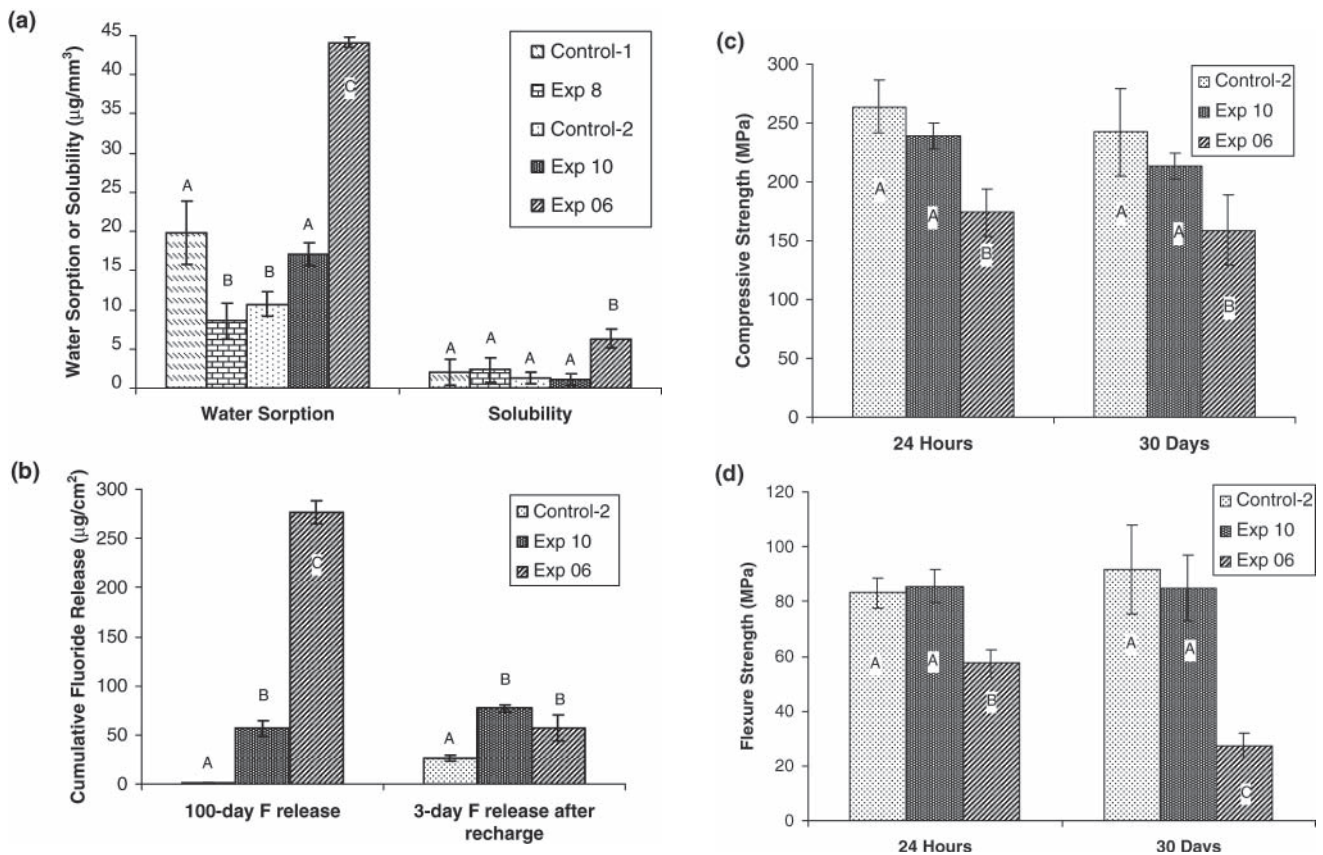 (a)
Water Sorption or Solubility (μg/mm³)
45
40
35
30
25
20
15
10
5
0
A
B
B
A
C
A
A
A
A
B
Water Sorption
Solubility
Control-1
Exp 8
Control-2
Exp 10
Exp 06
(b)
Cumulative Fluoride Release (μg/cm²)
300
250
200
150
100
50
0
A
B
C
A
B
B
100-day F release
3-day F release after
recharge
Control-2
Exp 10
Exp 06
(c)
Compressive Strength (MPa)
300
250
200
150
100
50
0
A
A
B
A
A
B
24 Hours
30 Days
Control-2
Exp 10
Exp 06
(d)
Flexure Strength (MPa)
120
100
80
60
40
20
0
A
A
B
A
A
C
24 Hours
30 Days
Control-2
Exp 10
Exp 06